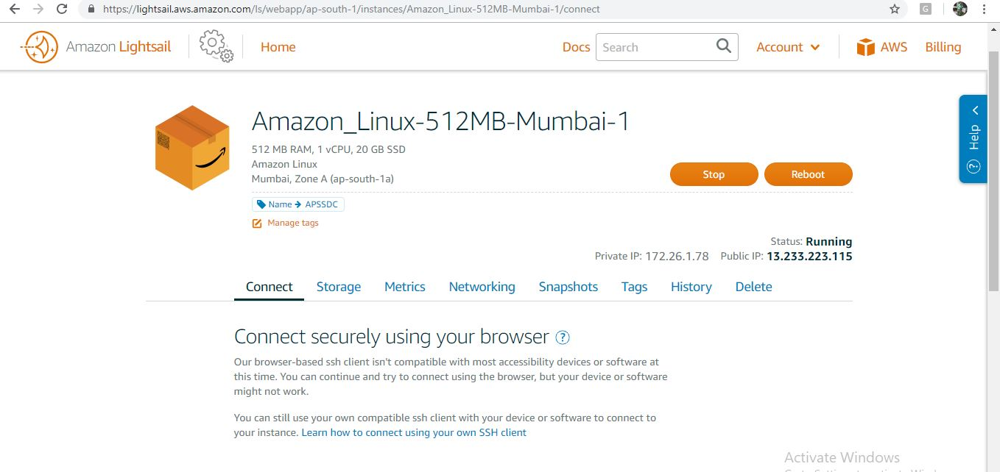 https://lightsail.aws.amazon.com/ls/webapp/ap-south-1/instances/Amazon_Linux-512MB-Mumbai-1/connect
G
Amazon Lightsail
Home
Docs
Search
Account
AWS
Billing
Help
?
Amazon_Linux-512MB-Mumbai-1
512 MB RAM, 1 vCPU, 20 GB SSD
Amazon Linux
Mumbai, Zone A (ap-south-1a)
Stop
Reboot
Name → APSSDC
Manage tags
Status: Running
Private IP: 172.26.1.78 Public IP: 13.233.223.115
Connect Storage Metrics Networking Snapshots Tags History Delete
Connect securely using your browser ?
Our browser-based ssh client isn't compatible with most accessibility devices or software at
this time. You can continue and try to connect using the browser, but your device or software
might not work.
You can still use your own compatible ssh client with your device or software to connect to
your instance. Learn how to connect using your own SSH client
Activate Windows